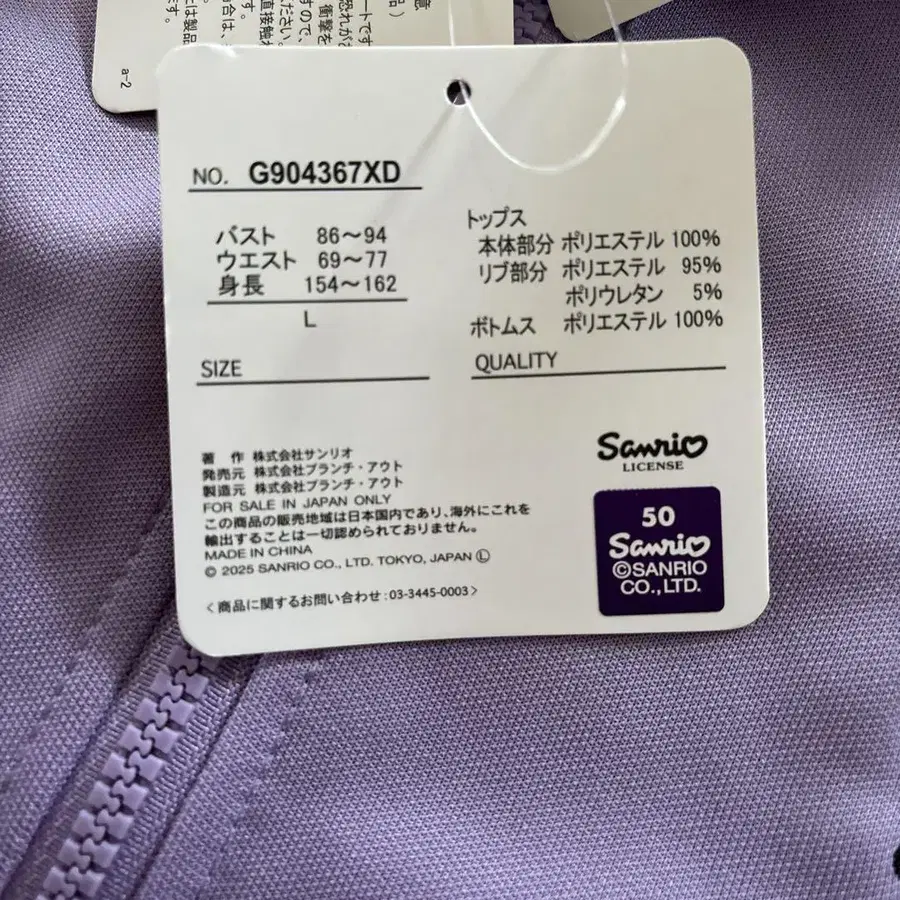 a-2
NO. G904367XD
バスト 86～94
ウエスト 69～77
身長 154～162
L
SIZE
トップス
本体部分 ポリエステル 100%
リブ部分 ポリエステル 95%
ポリウレタン 5%
ボトムス ポリエステル 100%
QUALITY
著 作 株式会社サンリオ
発売元 株式会社ブランチ・アウト
製造元 株式会社ブランチ・アウト
FOR SALE IN JAPAN ONLY
この商品の販売地域は日本国内であり、海外にこれを
輸出することは一切認められておりません。
MADE IN CHINA
© 2025 SANRIO CO., LTD. TOKYO, JAPAN Ⓛ
〈商品に関するお問い合わせ：03-3445-0003〉
Sanrio
LICENSE
50
Sanrio
©SANRIO
CO.,LTD.